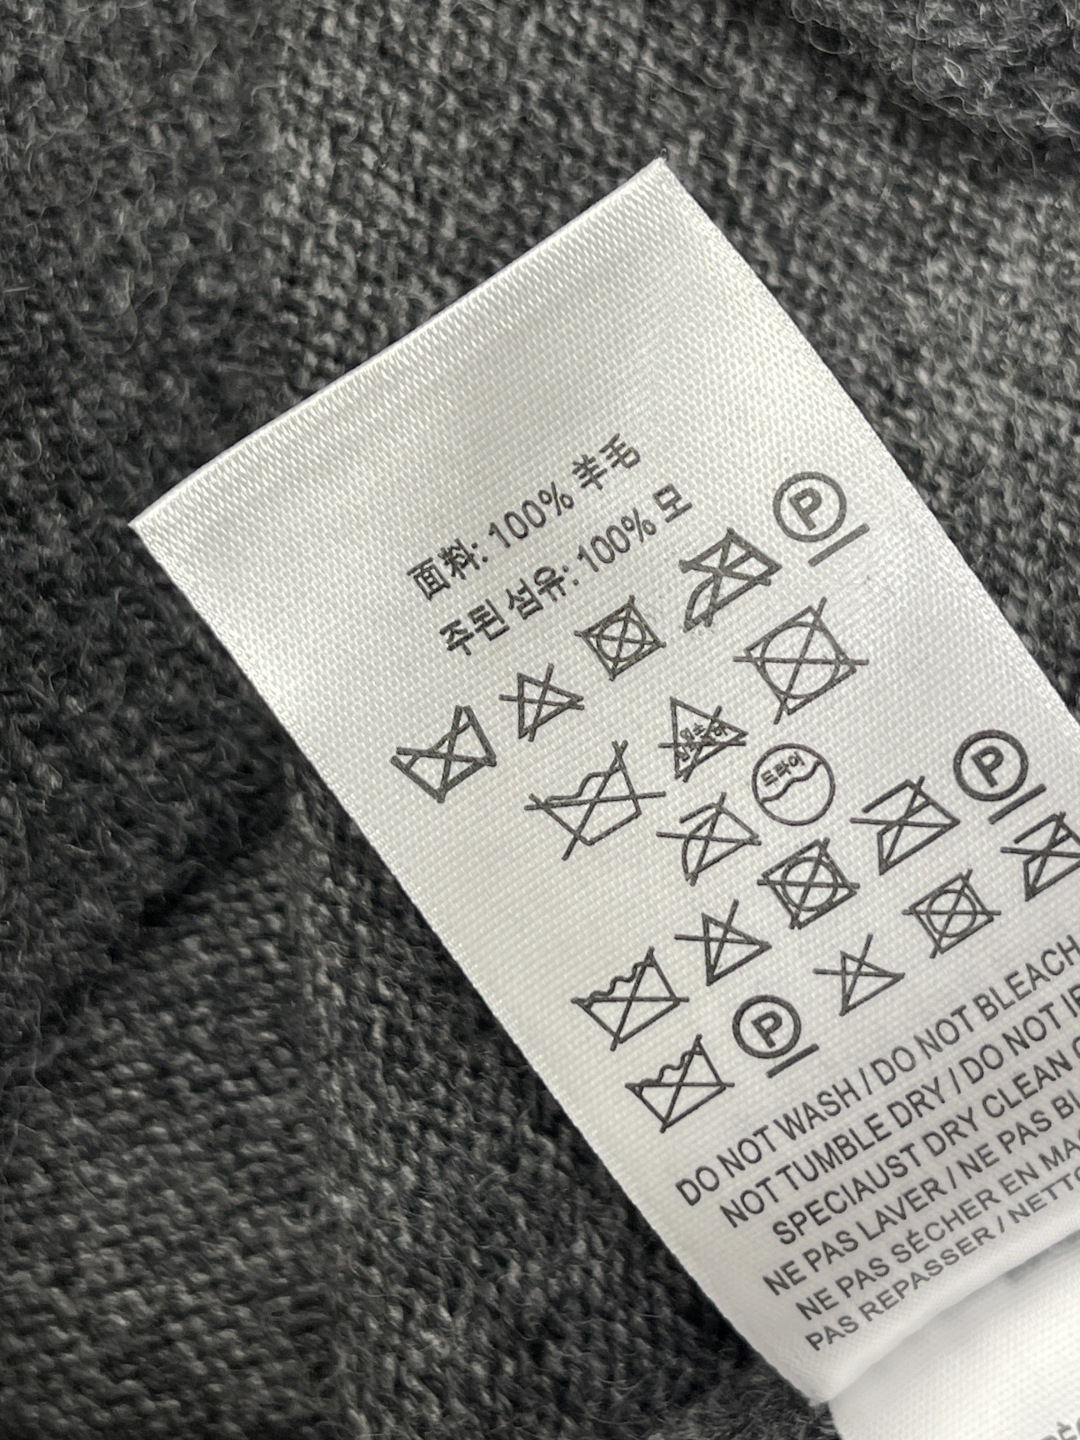 面料: 100% 羊毛
주된 섬유: 100% 모
P
드라이
P
P
DO NOT WASH / DO NOT BLEACH
NOT TUMBLE DRY / DO NOT
SPECIAUST DRY CLEAN
NE PAS LAVER / NE PAS
NE PAS SÉCHER EN
PAS REPASSER /